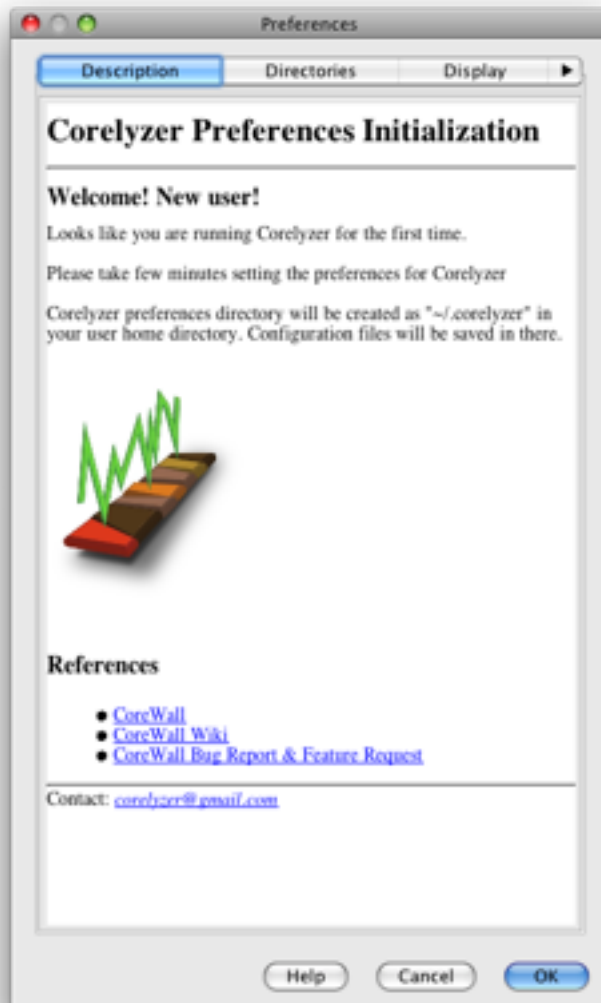 Preferences
Description Directories Display
Corelyzer Preferences Initialization
Welcome! New user!
Looks like you are running Corelyzer for the first time.
Please take few minutes setting the preferences for Corelyzer
Corelyzer preferences directory will be created as "~/.corelyzer" in
your user home directory. Configuration files will be saved in there.
References
CoreWall
CoreWall Wiki
CoreWall Bug Report & Feature Request
Contact: corelyzer@gmail.com
Help Cancel OK